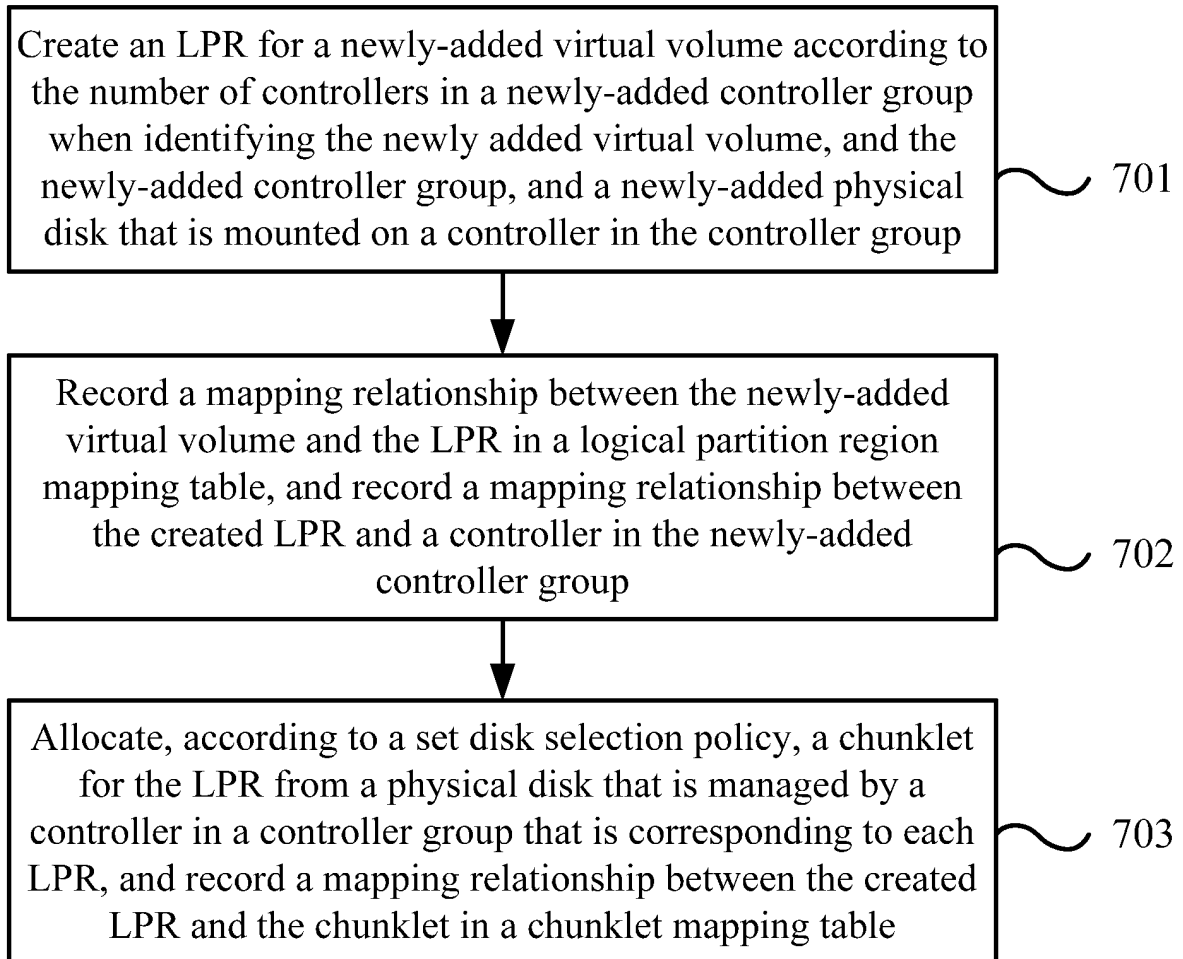 Create an LPR for a newly-added virtual volume according to
the number of controllers in a newly-added controller group
when identifying the newly added virtual volume, and the
newly-added controller group, and a newly-added physical
disk that is mounted on a controller in the controller group
701
Record a mapping relationship between the newly-added
virtual volume and the LPR in a logical partition region
mapping table, and record a mapping relationship between
the created LPR and a controller in the newly-added
controller group
702
Allocate, according to a set disk selection policy, a chunklet
for the LPR from a physical disk that is managed by a
controller in a controller group that is corresponding to each
LPR, and record a mapping relationship between the created
LPR and the chunklet in a chunklet mapping table
703